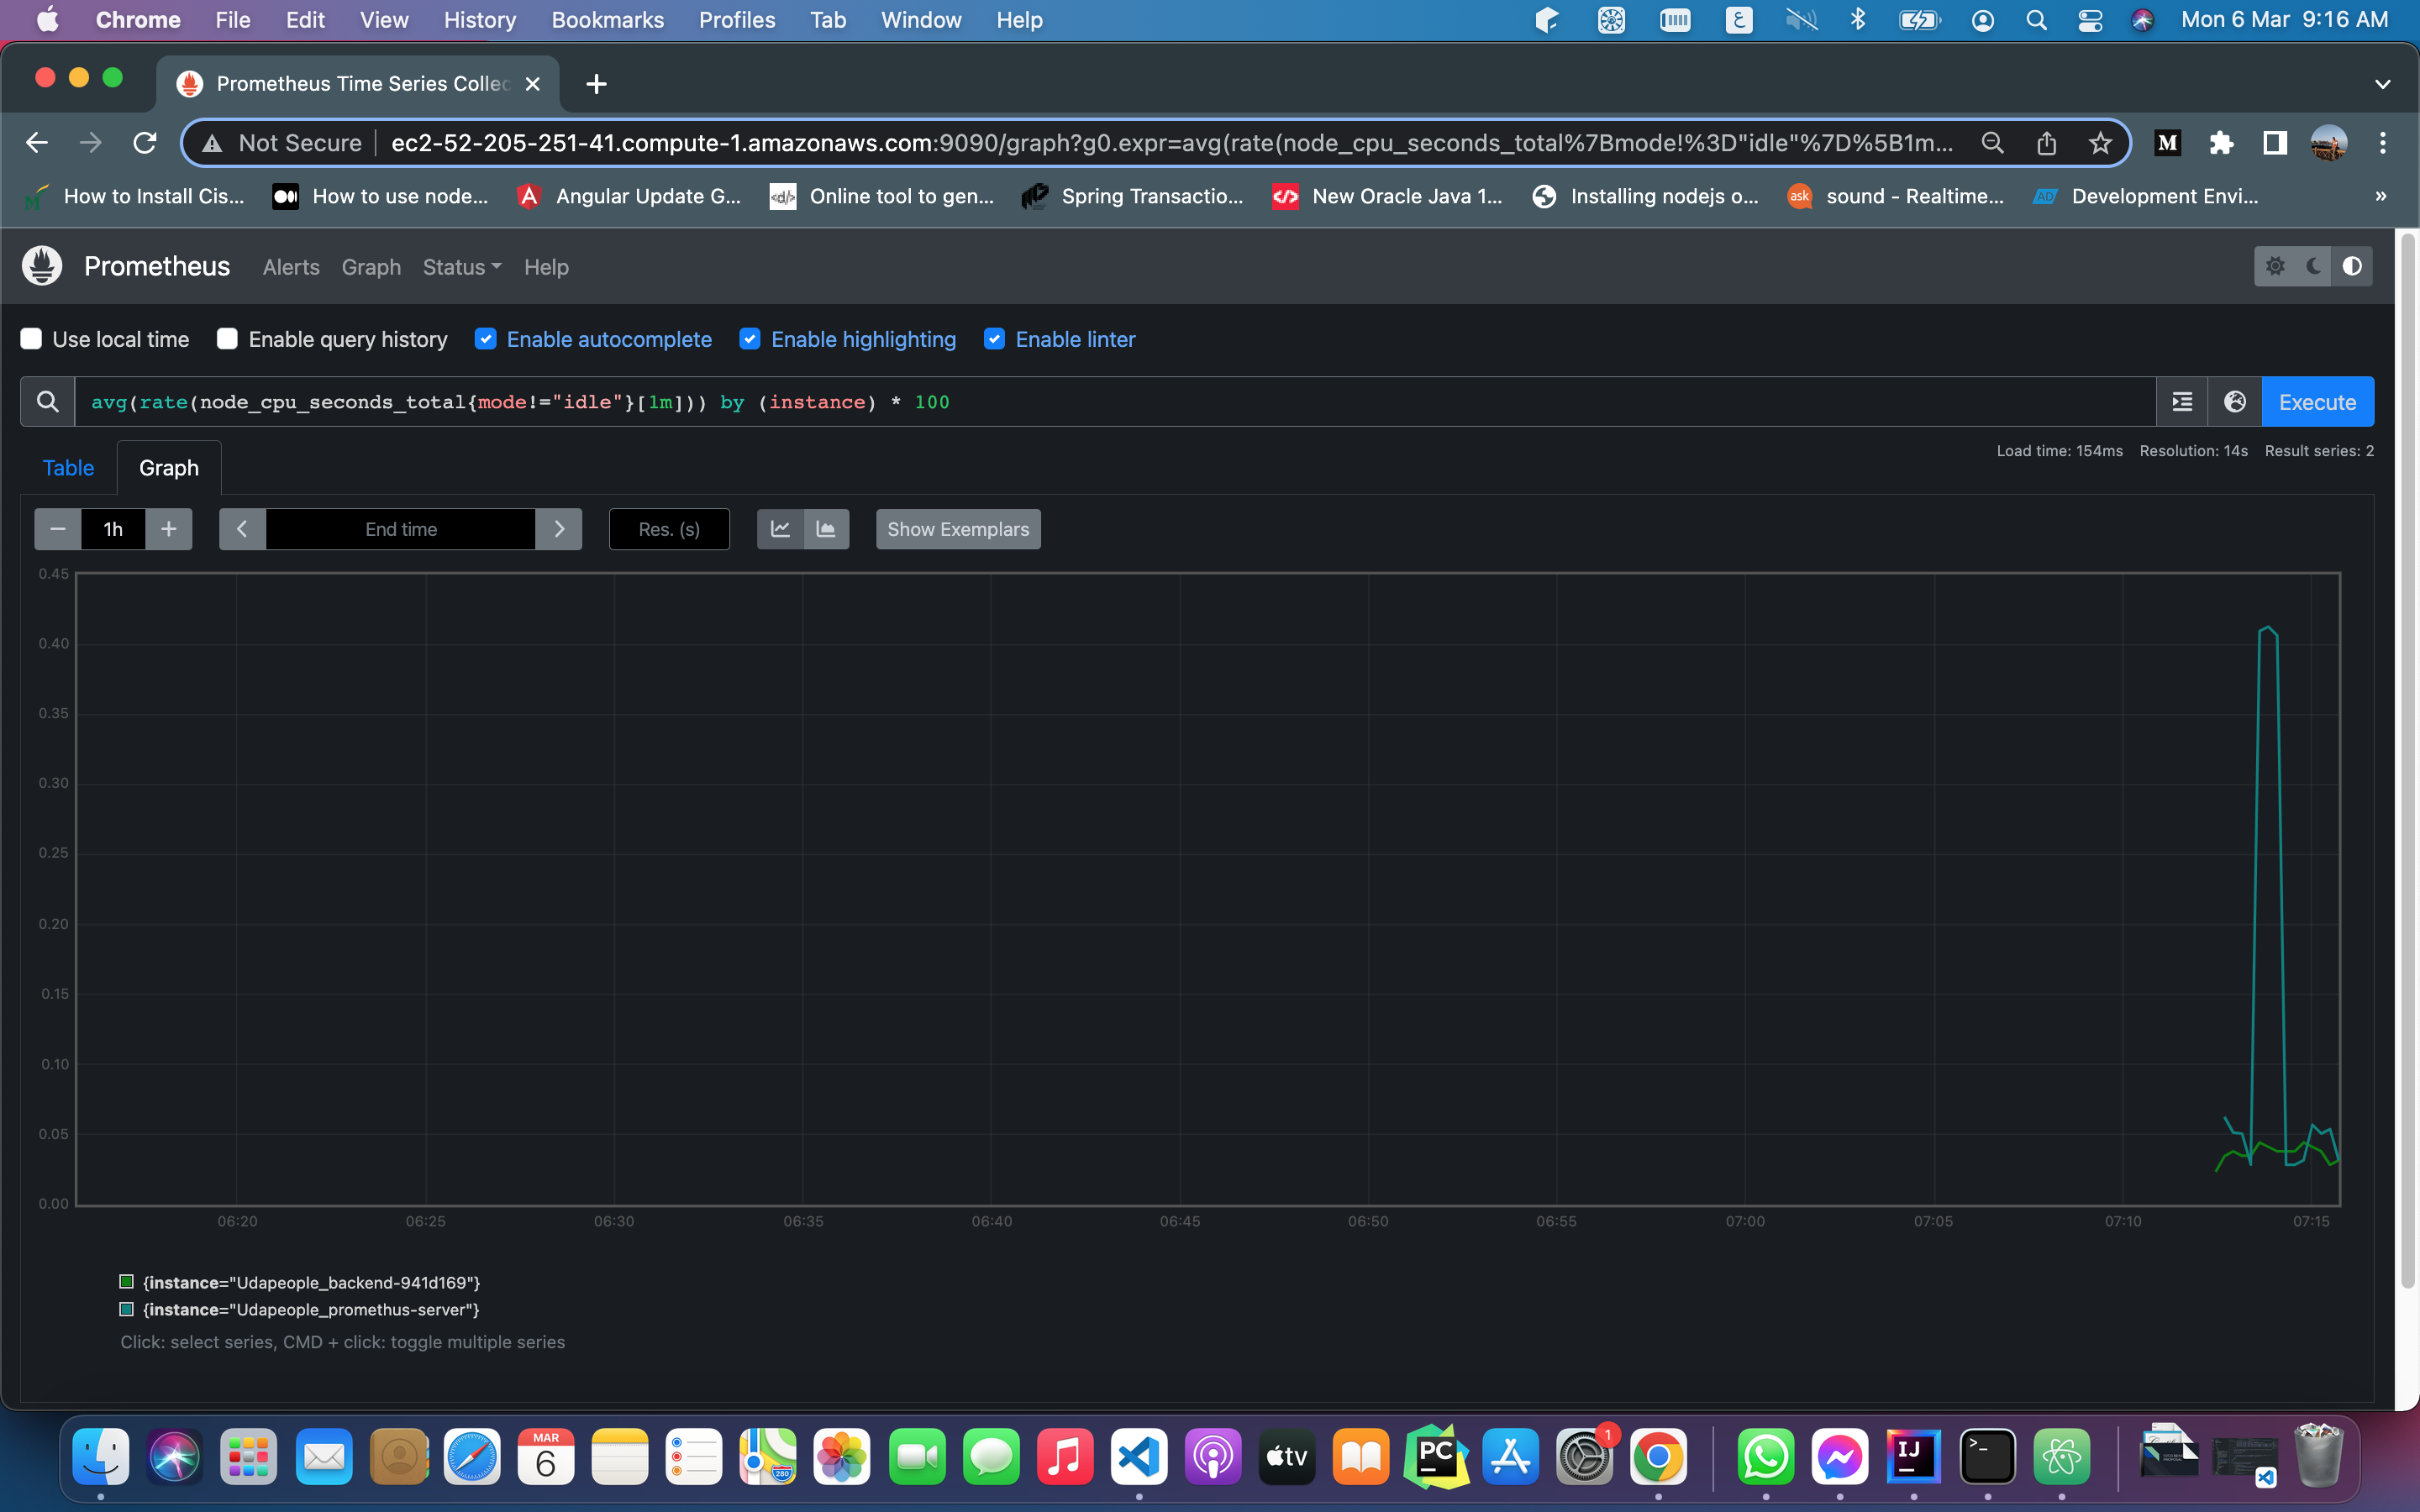 Chrome File Edit View History Bookmarks Profiles Tab Window Help ع Mon 6 Mar 9:16 AM
Prometheus Time Series Collec
Not Secure ec2-52-205-251-41.compute-1.amazonaws.com:9090/graph?g0.expr=avg(rate(node_cpu_seconds_total%7Bmode!%3D"idle"%7D%5B1m... M
How to Install Cis... How to use node... Angular Update G... <d/> Online tool to gen... Spring Transactio... </> New Oracle Java 1... Installing nodejs o... ask sound - Realtime... AD Development Envi... »
Prometheus Alerts Graph Status Help
Use local time Enable query history Enable autocomplete Enable highlighting Enable linter
avg(rate(node_cpu_seconds_total{mode!="idle"}[1m])) by (instance) * 100 Execute
Table Graph Load time: 154ms Resolution: 14s Result series: 2
1h End time Res. (s) Show Exemplars
0.45
0.40
0.35
0.30
0.25
0.20
0.15
0.10
0.05
0.00
06:20 06:25 06:30 06:35 06:40 06:45 06:50 06:55 07:00 07:05 07:10 07:15
{instance="Udapeople_backend-941d169"}
{instance="Udapeople_promethus-server"}
Click: select series, CMD + click: toggle multiple series
MAR
6
280
tv
PC
1
IJ
>_